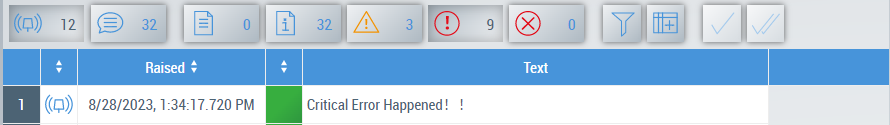 12 32 0 32 3 9 0
Raised Text
1 8/28/2023, 1:34:17.720 PM Critical Error Happened！！